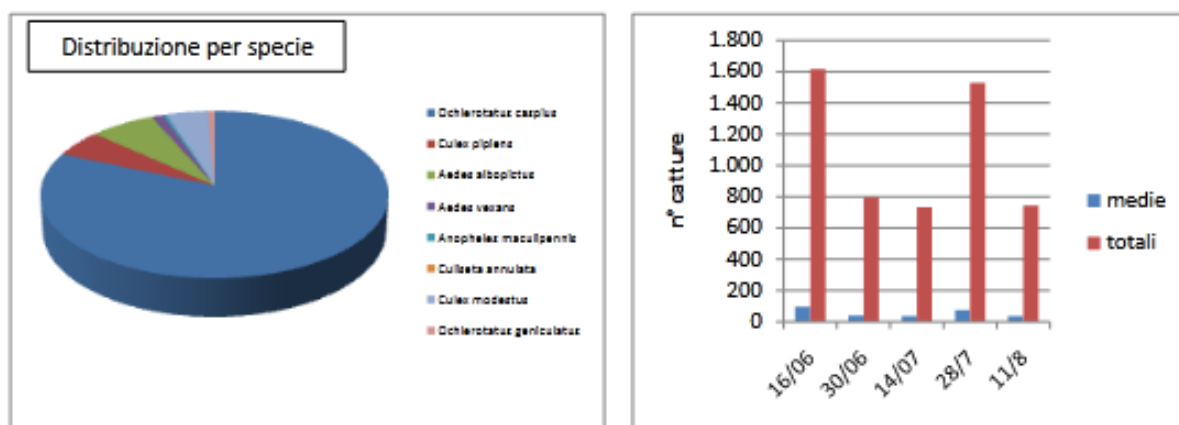 Distribuzione per specie
Ochlerotatus caspius
Culex pipiens
Aedes albopictus
Aedes vexans
Anopheles maculipennis
Culiseta annulata
Culex modestus
Ochlerotatus geniculatus
1.800
1.600
1.400
1.200
1.000
800
600
400
200
0
n° catture
16/06
30/06
14/07
28/7
11/8
medie
totali